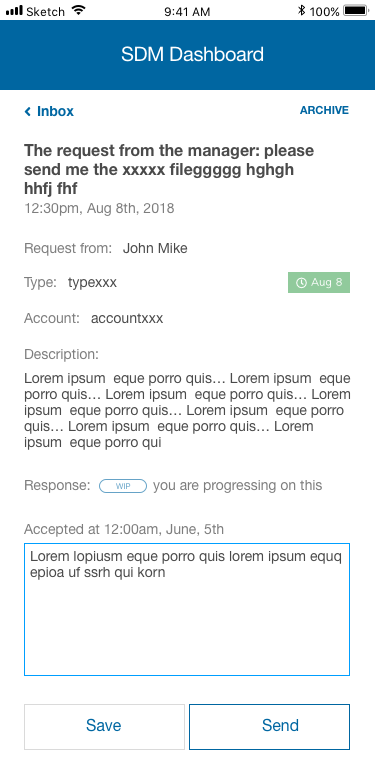 Sketch 9:41 AM 100%
SDM Dashboard
Inbox ARCHIVE
The request from the manager: please
send me the xxxxx fileggggg hghgh
hhfj fhf
12:30pm, Aug 8th, 2018
Request from: John Mike
Type: typexxx Aug 8
Account: accountxxx
Description:
Lorem ipsum eque porro quis... Lorem ipsum eque
porro quis... Lorem ipsum eque porro quis... Lorem
ipsum eque porro quis... Lorem ipsum eque porro
quis... Lorem ipsum eque porro quis... Lorem
ipsum eque porro qui
Response: WIP you are progressing on this
Accepted at 12:00am, June, 5th
Lorem lopiusm eque porro quis lorem ipsum equq
epioa uf ssrh qui korn
Save Send